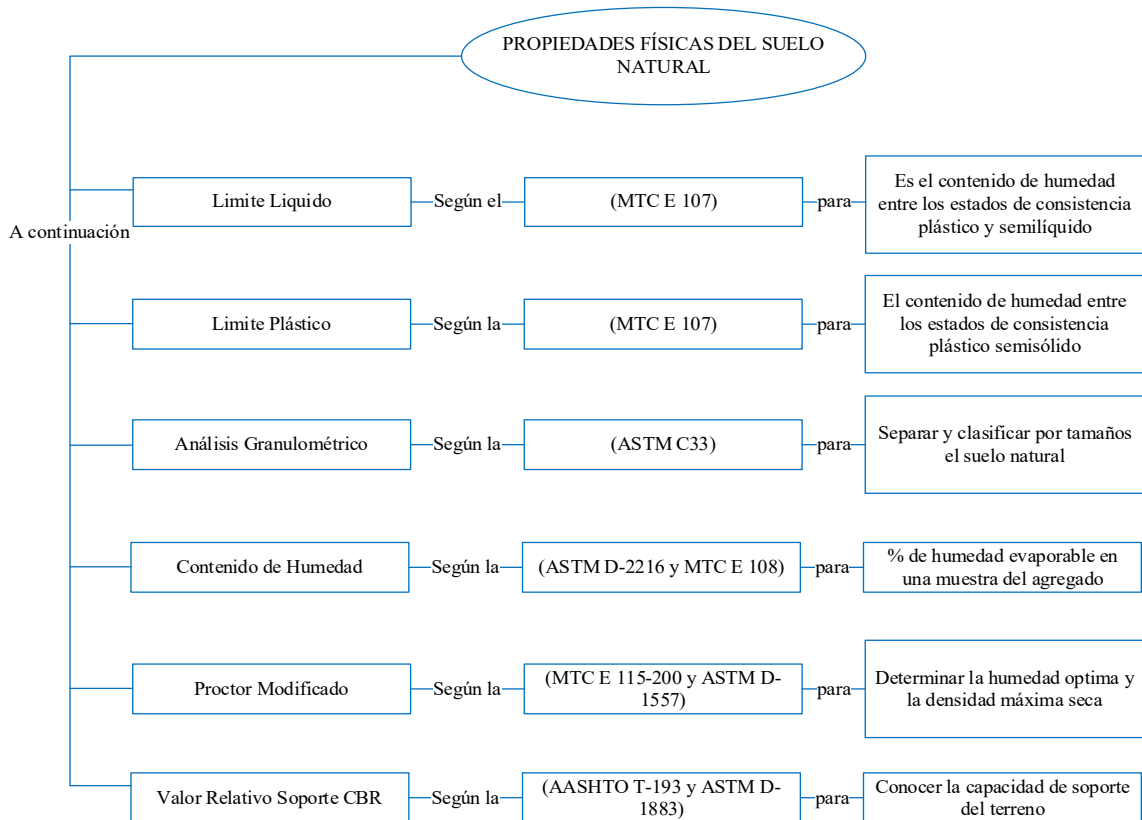 PROPIEDADES FÍSICAS DEL SUELO
NATURAL
A continuación
Limite Liquido
Según el
(MTC E 107)
para
Es el contenido de humedad
entre los estados de consistencia
plástico y semilíquido
Limite Plástico
Según la
(MTC E 107)
para
El contenido de humedad entre
los estados de consistencia
plástico semisólido
Análisis Granulométrico
Según la
(ASTM C33)
para
Separar y clasificar por tamaños
el suelo natural
Contenido de Humedad
Según la
(ASTM D-2216 y MTC E 108)
para
% de humedad evaporable en
una muestra del agregado
Proctor Modificado
Según la
(MTC E 115-200 y ASTM D-
1557)
para
Determinar la humedad optima y
la densidad máxima seca
Valor Relativo Soporte CBR
Según la
(AASHTO T-193 y ASTM D-
1883)
para
Conocer la capacidad de soporte
del terreno